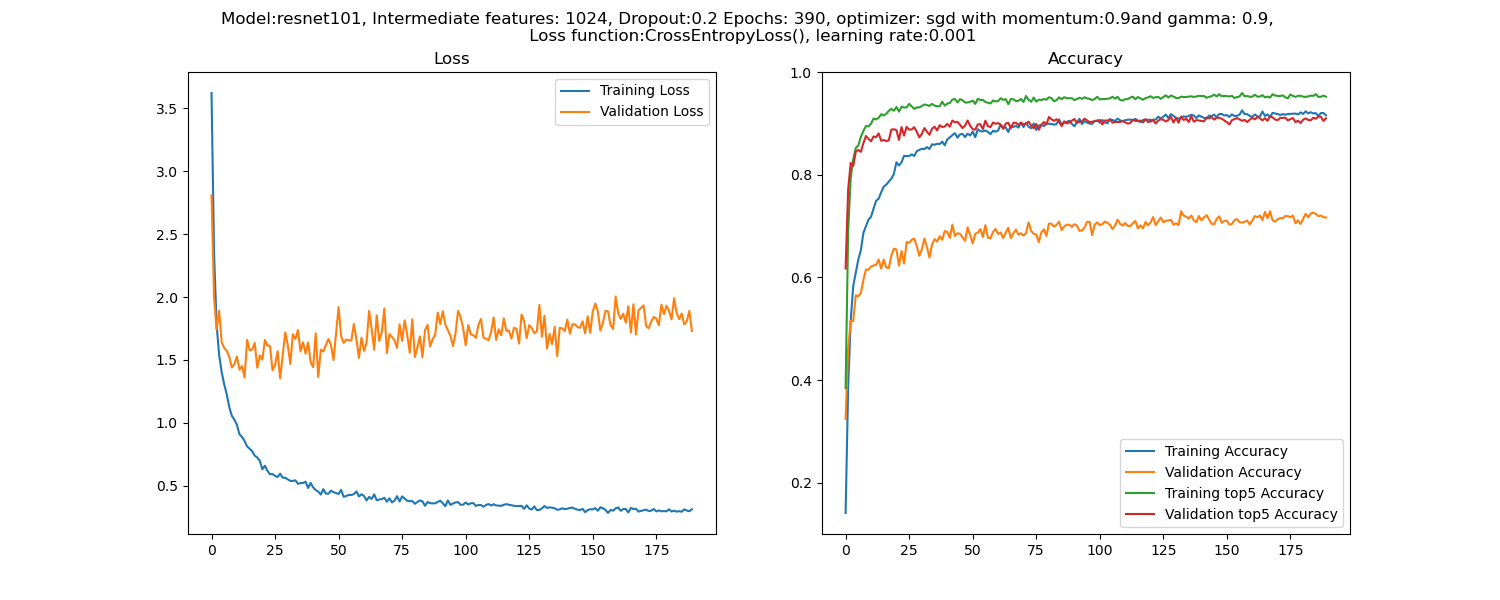 Model:resnet101, Intermediate features: 1024, Dropout:0.2 Epochs: 390, optimizer: sgd with momentum:0.9and gamma: 0.9,
Loss function:CrossEntropyLoss(), learning rate:0.001
Loss
Training Loss
Validation Loss
3.5
3.0
2.5
2.0
1.5
1.0
0.5
0 25 50 75 100 125 150 175
Accuracy
1.0
0.8
0.6
0.4
0.2
Training Accuracy
Validation Accuracy
Training top5 Accuracy
Validation top5 Accuracy
0 25 50 75 100 125 150 175